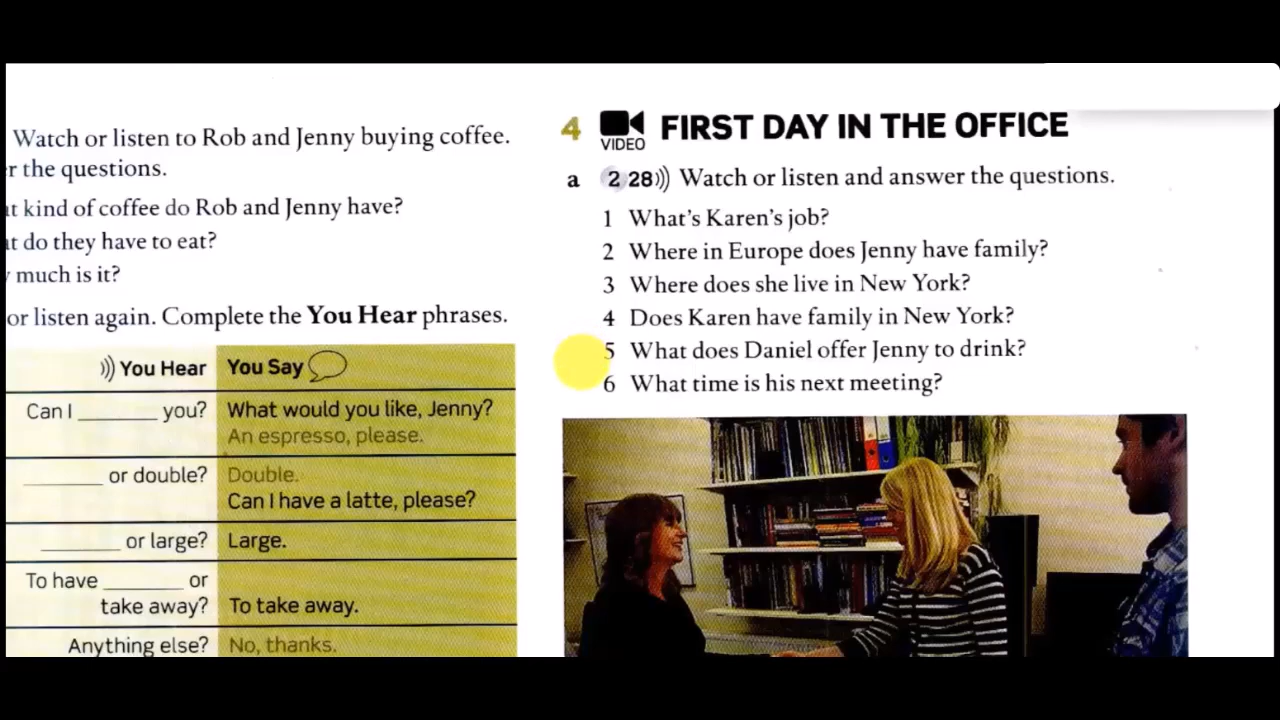 Watch or listen to Rob and Jenny buying coffee.
r the questions.
t kind of coffee do Rob and Jenny have?
t do they have to eat?
much is it?
or listen again. Complete the You Hear phrases.
You Hear You Say
Can I ______ you? What would you like, Jenny?
An espresso, please.
______ or double? Double.
Can I have a latte, please?
______ or large? Large.
To have ______ or
take away? To take away.
Anything else? No, thanks.
4 VIDEO FIRST DAY IN THE OFFICE
a 2 28 Watch or listen and answer the questions.
1 What's Karen's job?
2 Where in Europe does Jenny have family?
3 Where does she live in New York?
4 Does Karen have family in New York?
5 What does Daniel offer Jenny to drink?
6 What time is his next meeting?